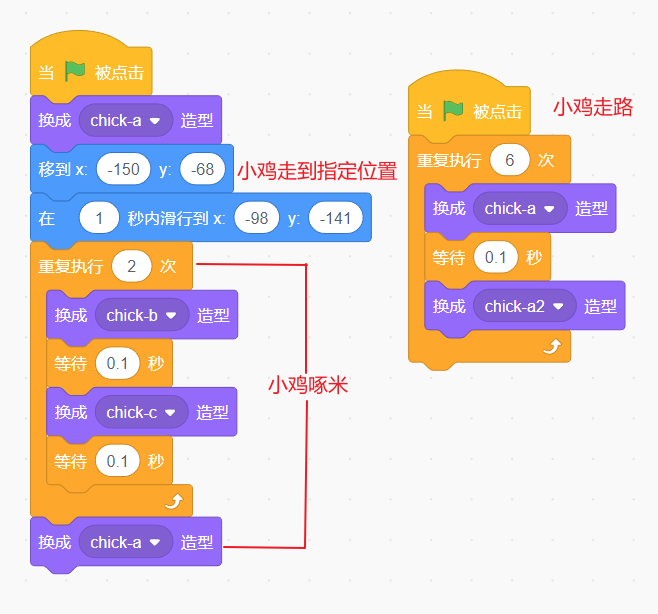 当 被点击
换成 chick-a 造型
移到 x: -150 y: -68
小鸡走到指定位置
在 1 秒内滑行到 x: -98 y: -141
重复执行 2 次
换成 chick-b 造型
等待 0.1 秒
换成 chick-c 造型
等待 0.1 秒
换成 chick-a 造型
小鸡啄米
当 被点击
小鸡走路
重复执行 6 次
换成 chick-a 造型
等待 0.1 秒
换成 chick-a2 造型